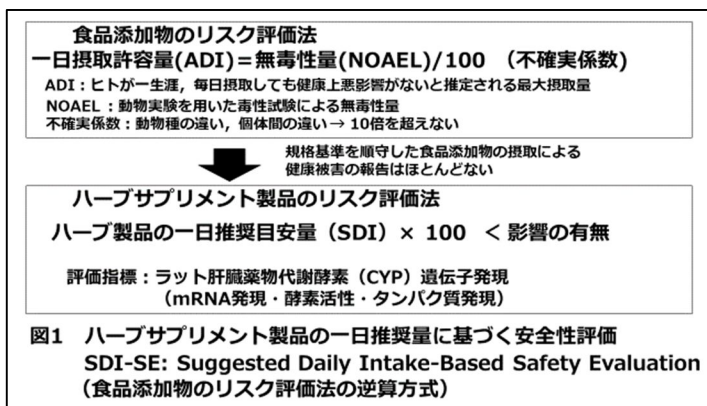 食品添加物のリスク評価法
一日摂取許容量(ADI)＝無毒性量(NOAEL)/100 （不確実係数)
ADI：ヒトが一生涯，毎日摂取しても健康上悪影響がないと推定される最大摂取量
NOAEL：動物実験を用いた毒性試験による無毒性量
不確実係数：動物種の違い，個体間の違い→ 10倍を超えない
規格基準を順守した食品添加物の摂取による
健康被害の報告はほとんどない
ハーブサプリメント製品のリスク評価法
ハーブ製品の一日推奨目安量（SDI）× 100 ＜影響の有無
評価指標：ラット肝臓薬物代謝酵素（CYP）遺伝子発現
（mRNA発現・酵素活性・タンパク質発現）
図1 ハーブサプリメント製品の一日推奨量に基づく安全性評価
SDI-SE: Suggested Daily Intake-Based Safety Evaluation
（食品添加物のリスク評価法の逆算方式）